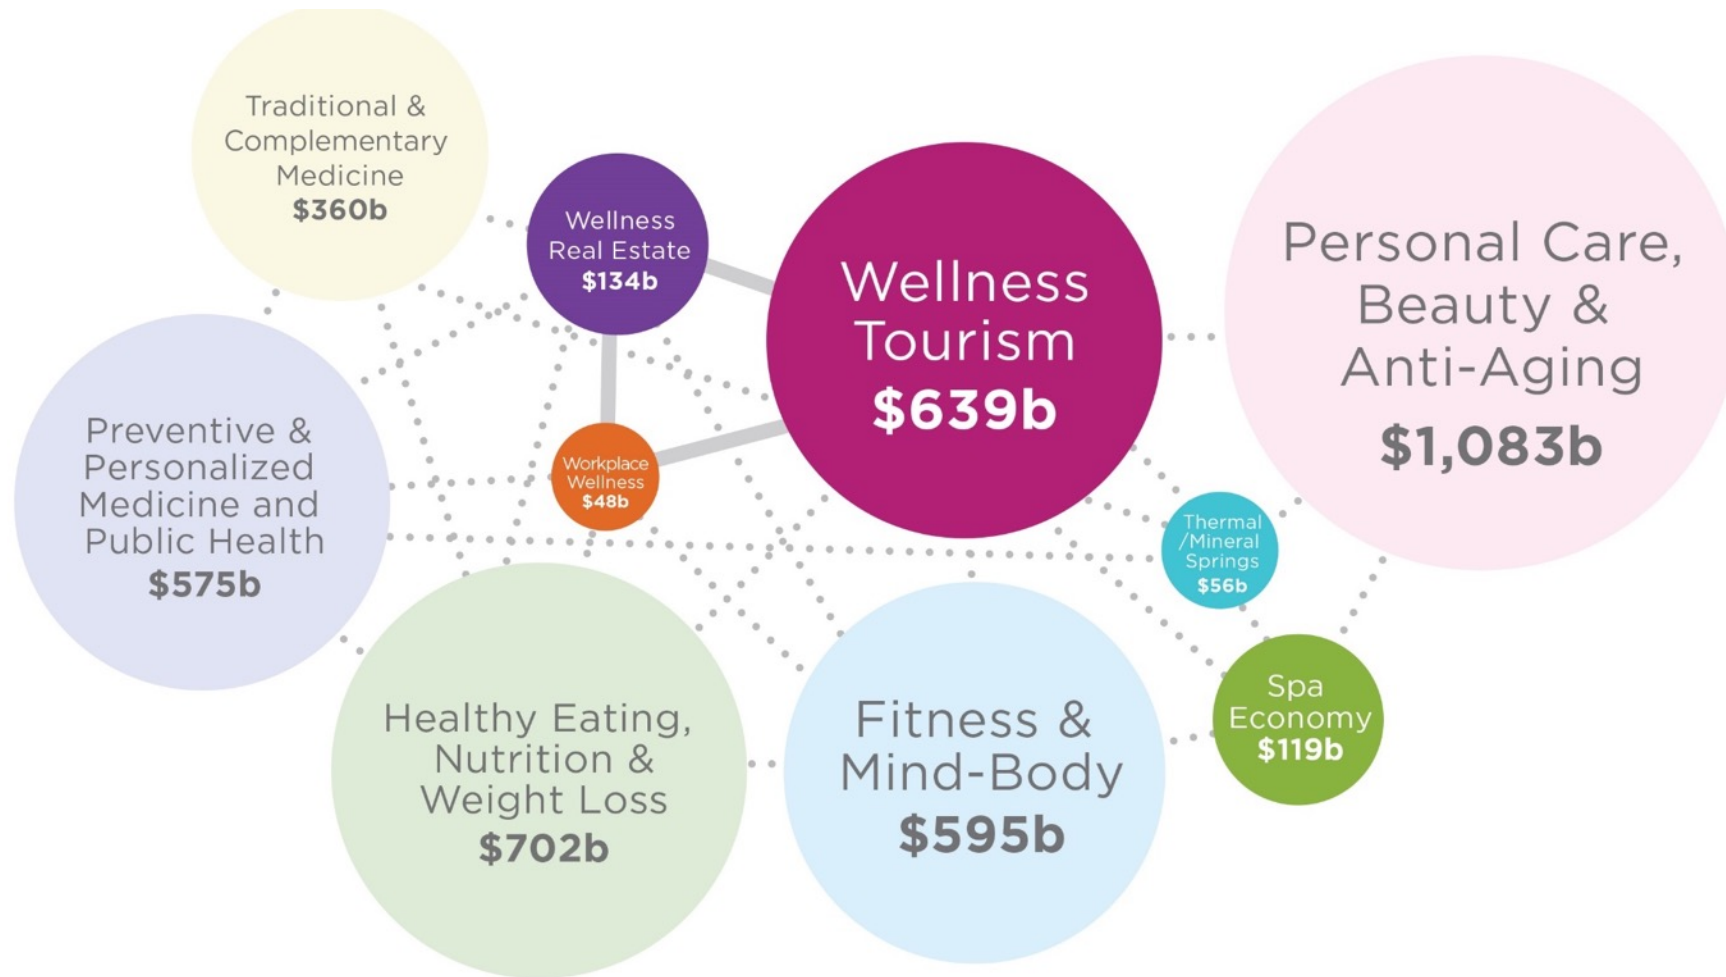 Traditional &
Complementary
Medicine
$360b
Wellness
Real Estate
$134b
Wellness
Tourism
$639b
Personal Care,
Beauty &
Anti-Aging
$1,083b
Preventive &
Personalized
Medicine and
Public Health
$575b
Workplace
Wellness
$48b
Thermal
/Mineral
Springs
$56b
Healthy Eating,
Nutrition &
Weight Loss
$702b
Fitness &
Mind-Body
$595b
Spa
Economy
$119b